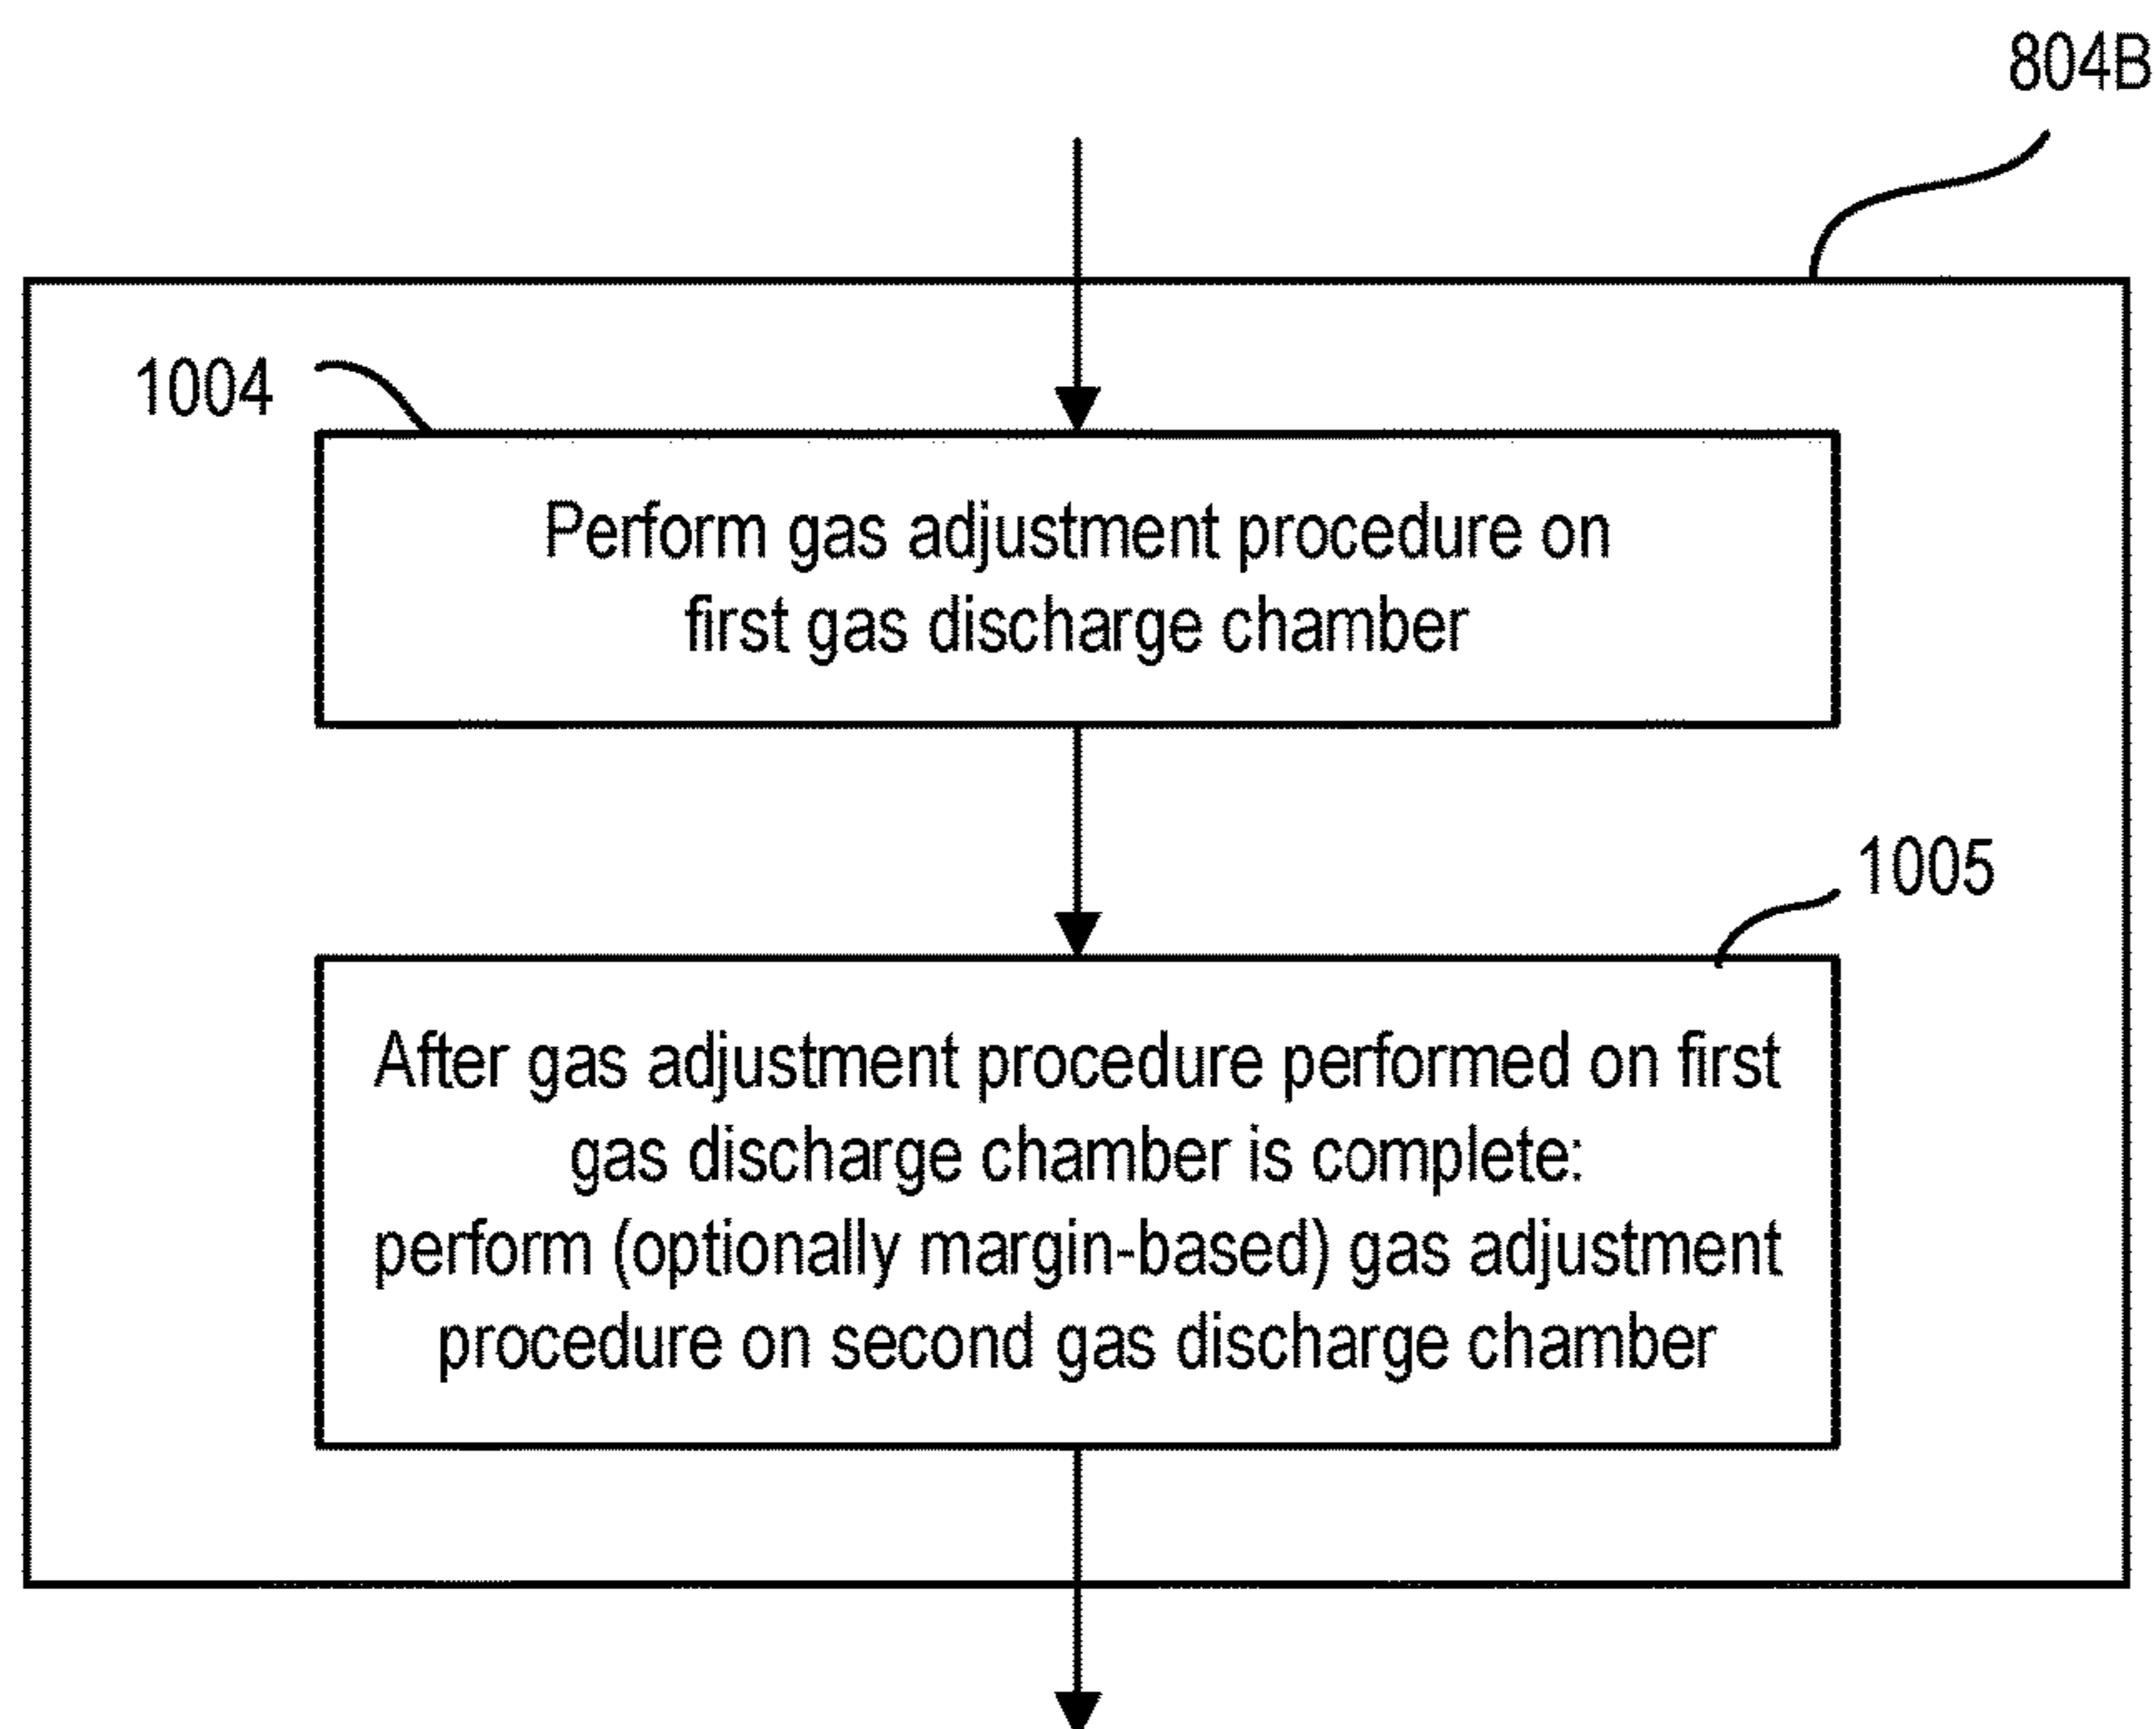 804B
1004
Perform gas adjustment procedure on
first gas discharge chamber
1005
After gas adjustment procedure performed on first
gas discharge chamber is complete:
perform (optionally margin-based) gas adjustment
procedure on second gas discharge chamber